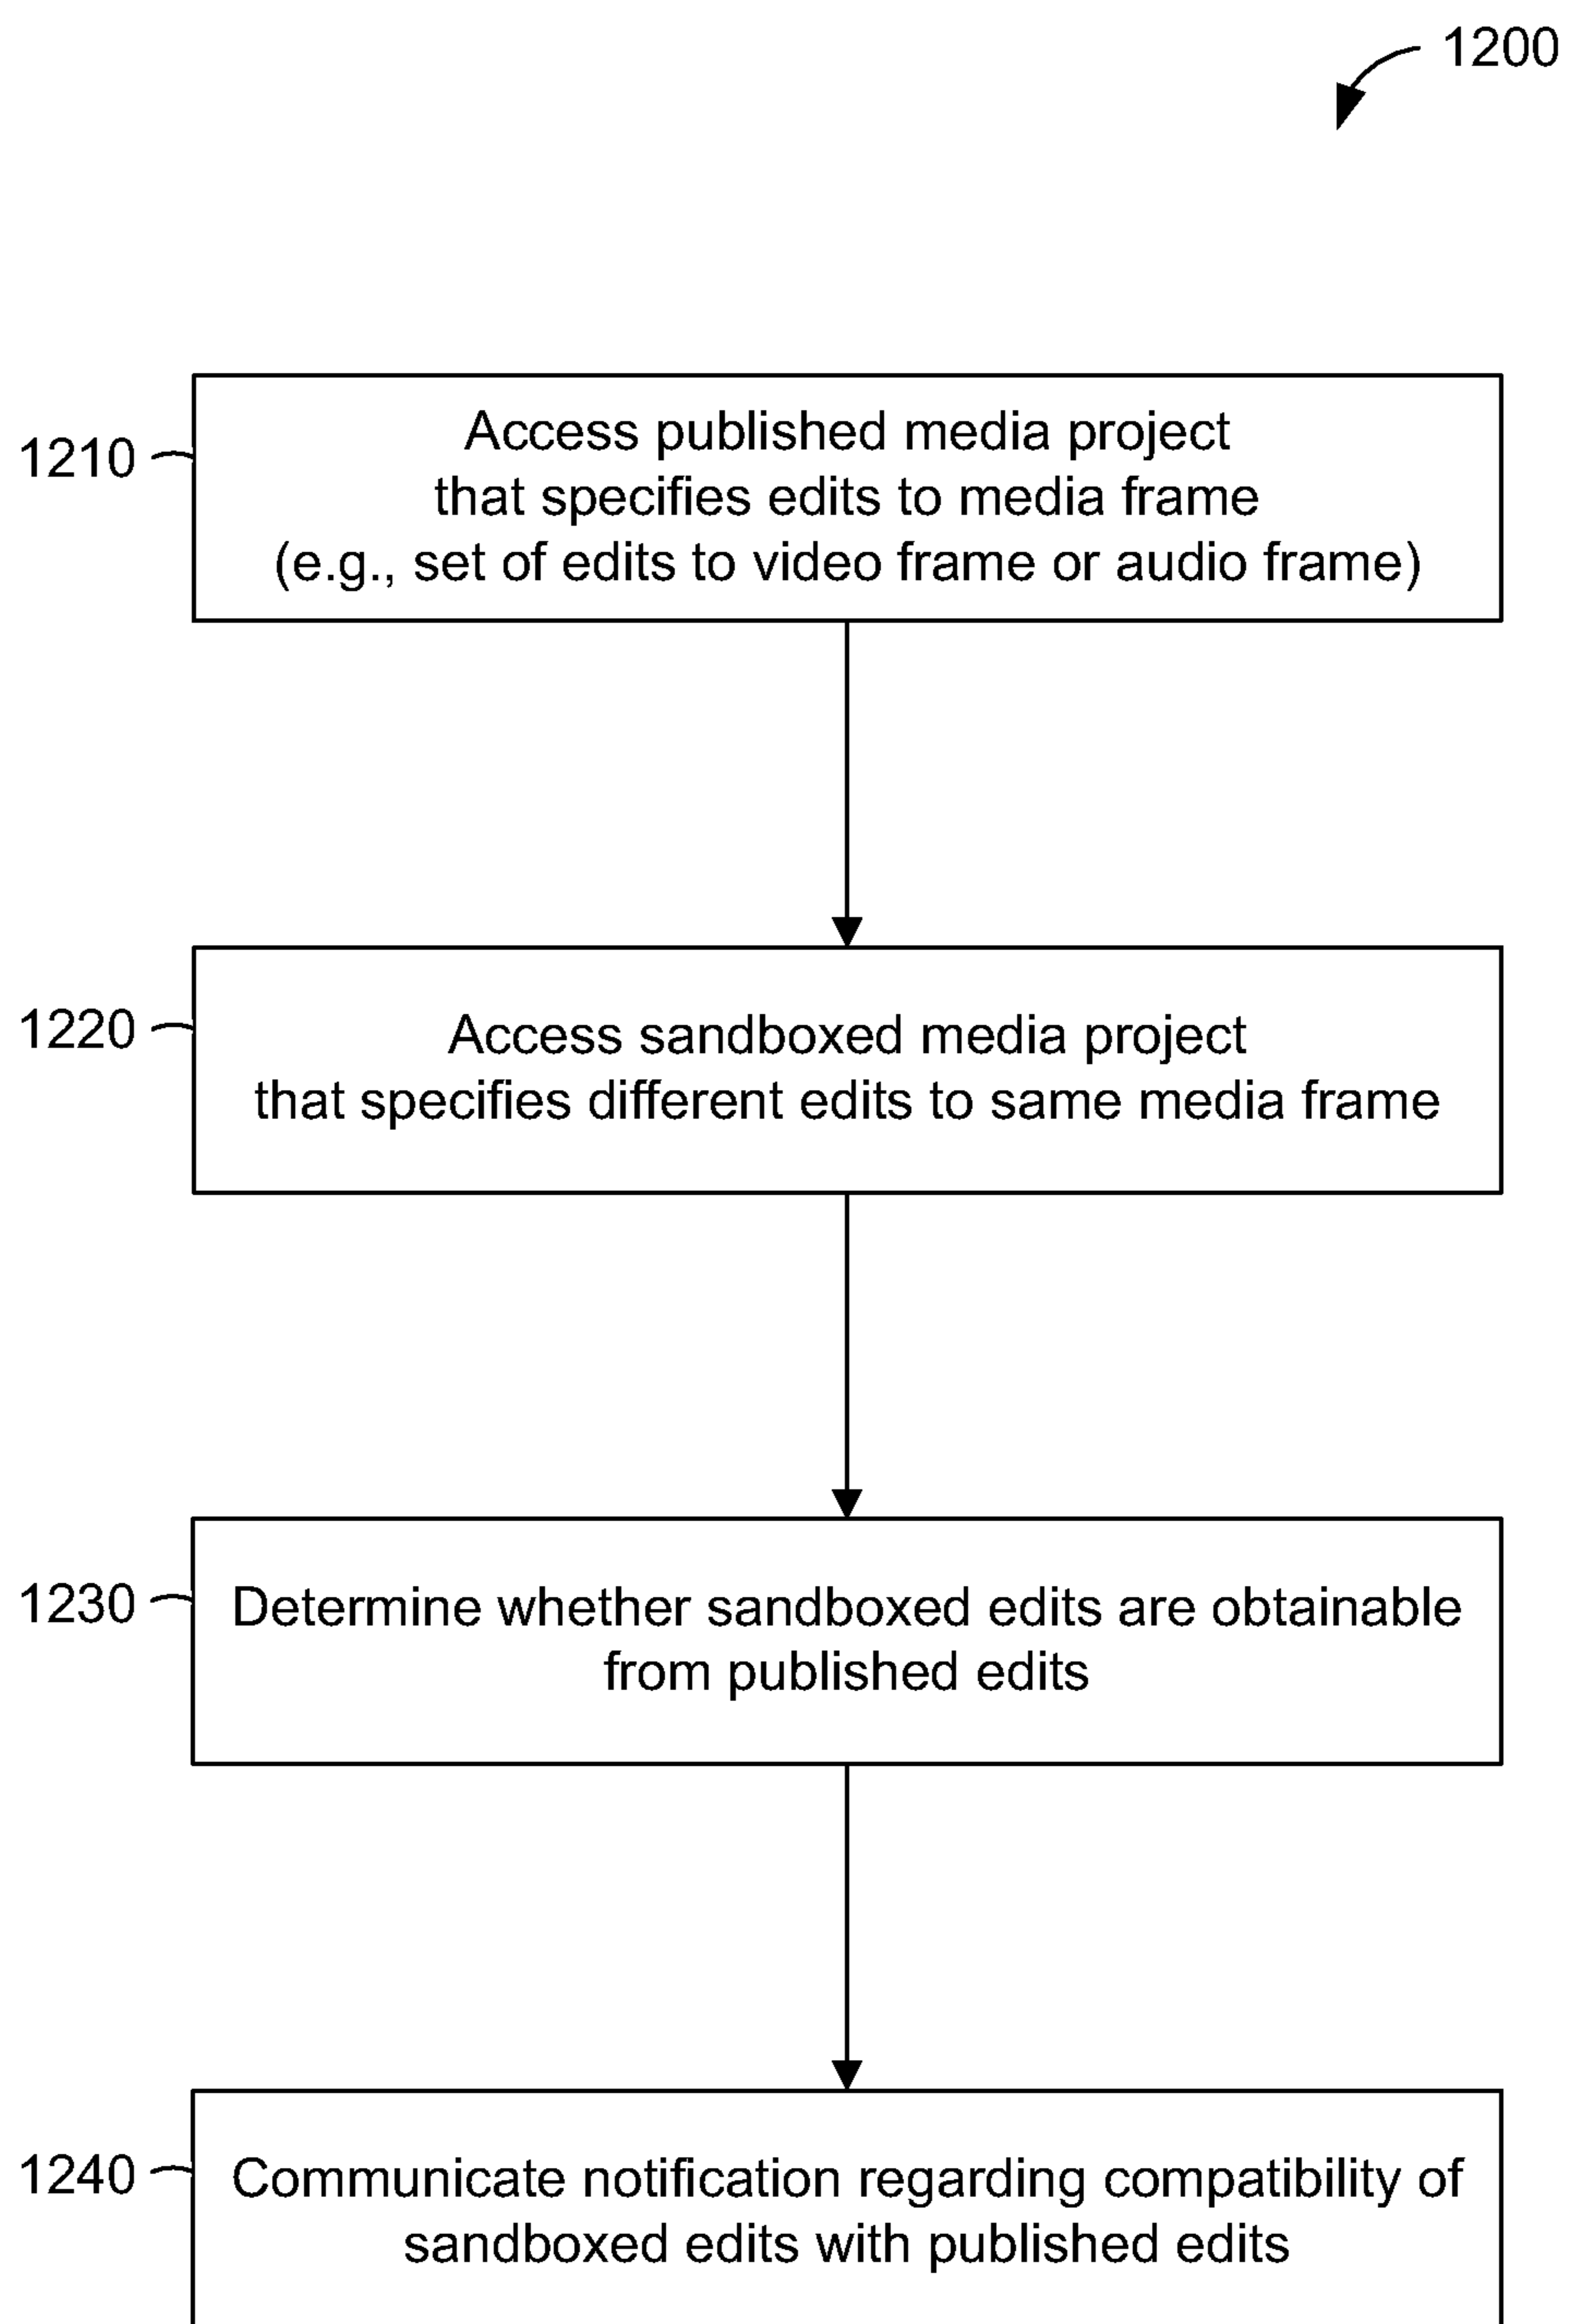 1200
1210
Access published media project
that specifies edits to media frame
(e.g., set of edits to video frame or audio frame)
1220
Access sandboxed media project
that specifies different edits to same media frame
1230
Determine whether sandboxed edits are obtainable
from published edits
1240
Communicate notification regarding compatibility of
sandboxed edits with published edits